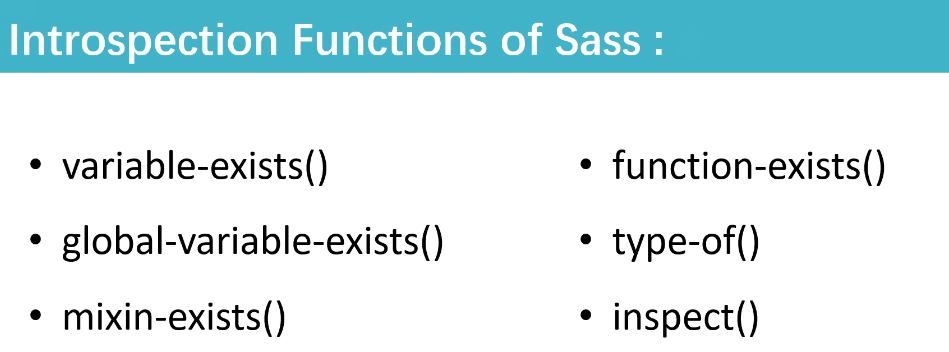 Introspection Functions of Sass :
• variable-exists()
• global-variable-exists()
• mixin-exists()
• function-exists()
• type-of()
• inspect()